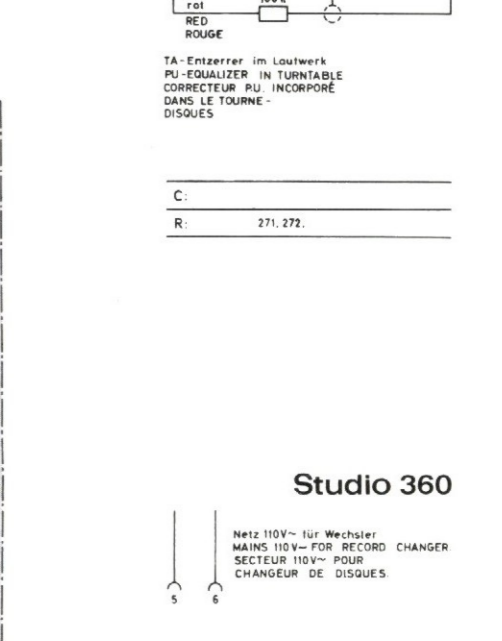 rot
RED
ROUGE
TA-Entzerrer im Lautwerk
PU-EQUALIZER IN TURNTABLE
CORRECTEUR P.U. INCORPORÉ
DANS LE TOURNE-
DISQUES
C:
R: 271, 272,
Studio 360
Netz 110V~ für Wechsler
MAINS 110V~ FOR RECORD CHANGER.
SECTEUR 110V~ POUR
CHANGEUR DE DISQUES.
5 6